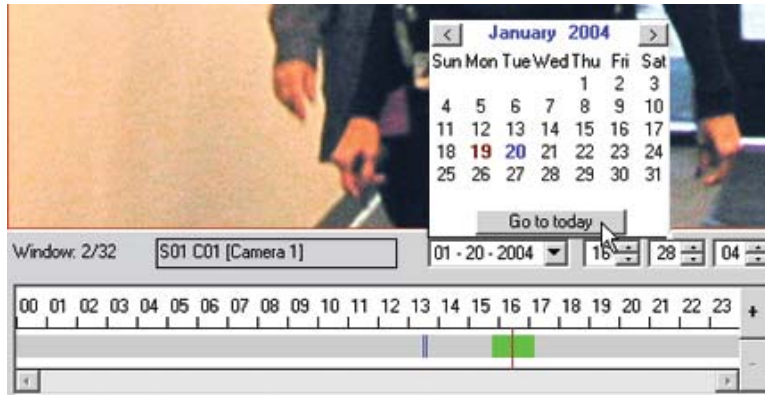 < January 2004 >
Sun Mon Tue Wed Thu Fri Sat
1 2 3
4 5 6 7 8 9 10
11 12 13 14 15 16 17
18 19 20 21 22 23 24
25 26 27 28 29 30 31
Go to today
Window: 2/32 S01 C01 [Camera 1] 01 - 20 - 2004 16 28 04
00 01 02 03 04 05 06 07 08 09 10 11 12 13 14 15 16 17 18 19 20 21 22 23 +
-